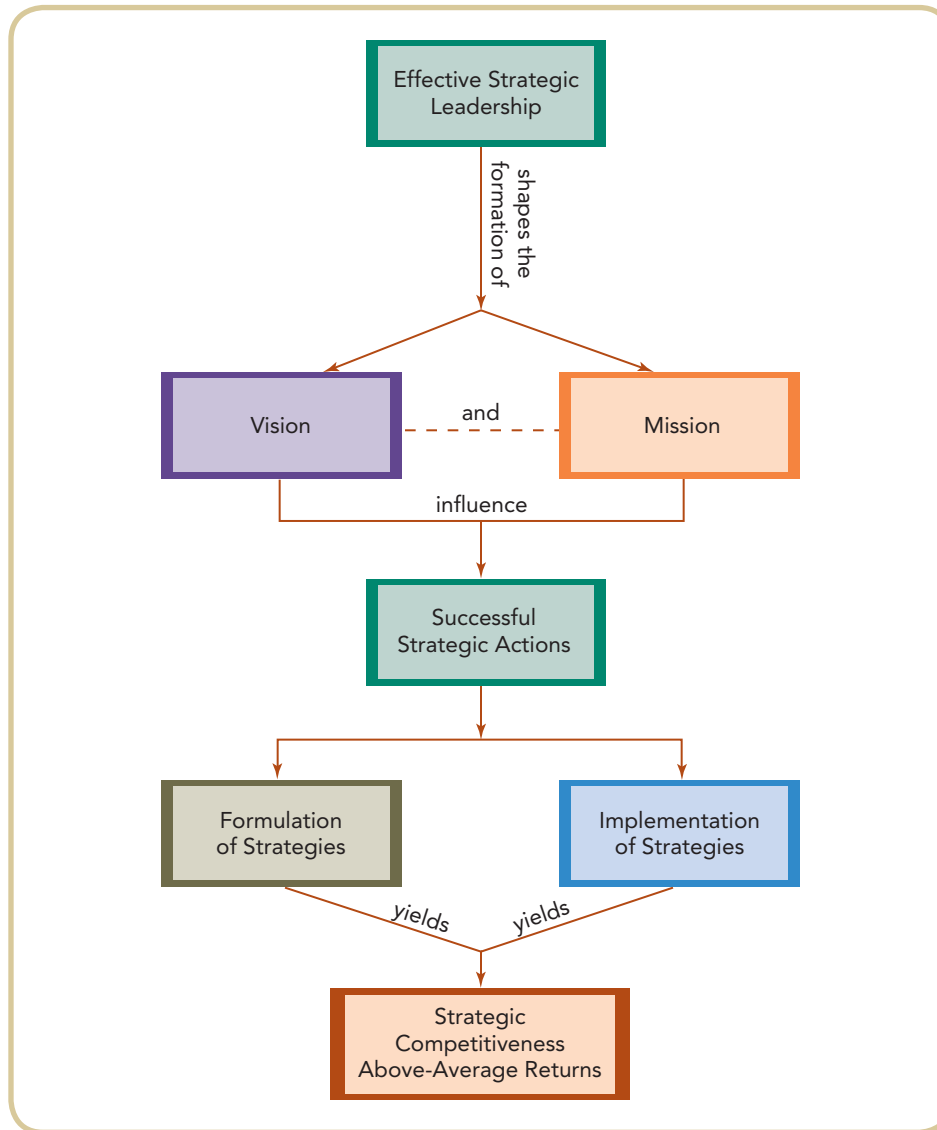 Effective Strategic
Leadership
shapes the
formation of
Vision
and
Mission
influence
Successful
Strategic Actions
Formulation
of Strategies
Implementation
of Strategies
yields
yields
Strategic
Competitiveness
Above-Average Returns